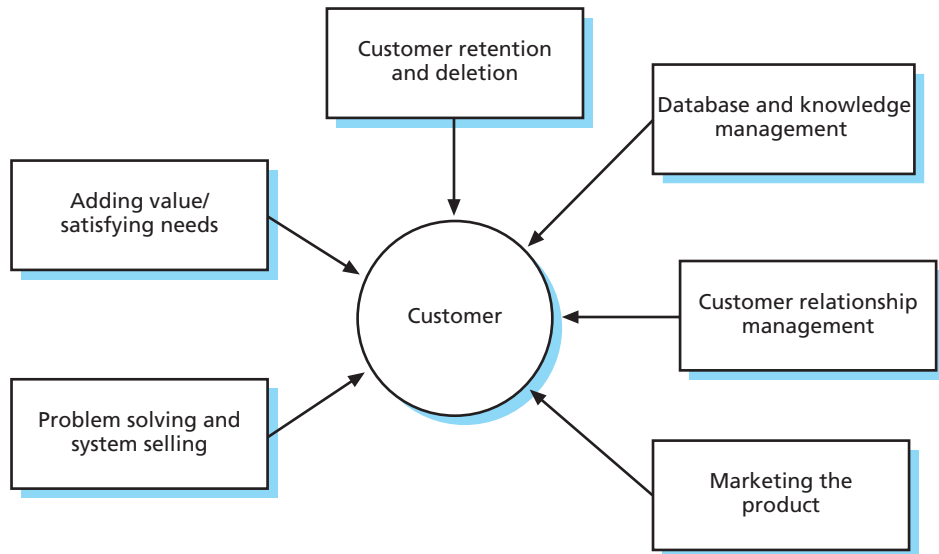 Customer retention
and deletion
Database and knowledge
management
Adding value/
satisfying needs
Customer
Customer relationship
management
Problem solving and
system selling
Marketing the
product